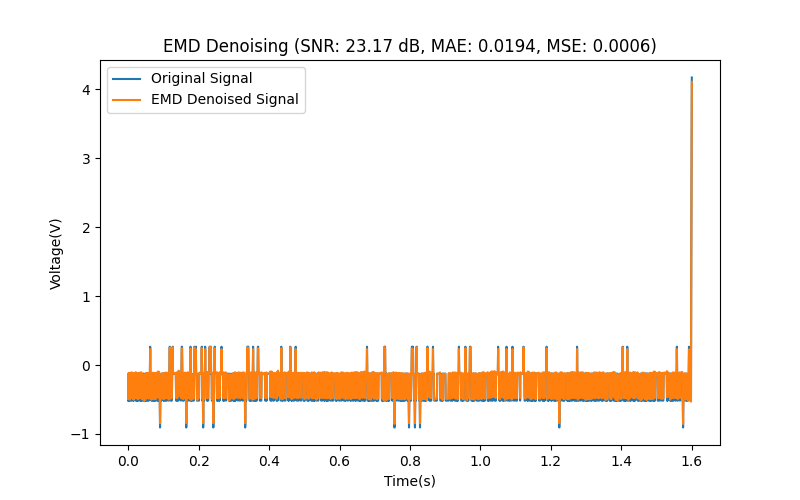 EMD Denoising (SNR: 23.17 dB, MAE: 0.0194, MSE: 0.0006)
Original Signal
EMD Denoised Signal
Voltage(V)
4
3
2
1
0
−1
0.0 0.2 0.4 0.6 0.8 1.0 1.2 1.4 1.6
Time(s)